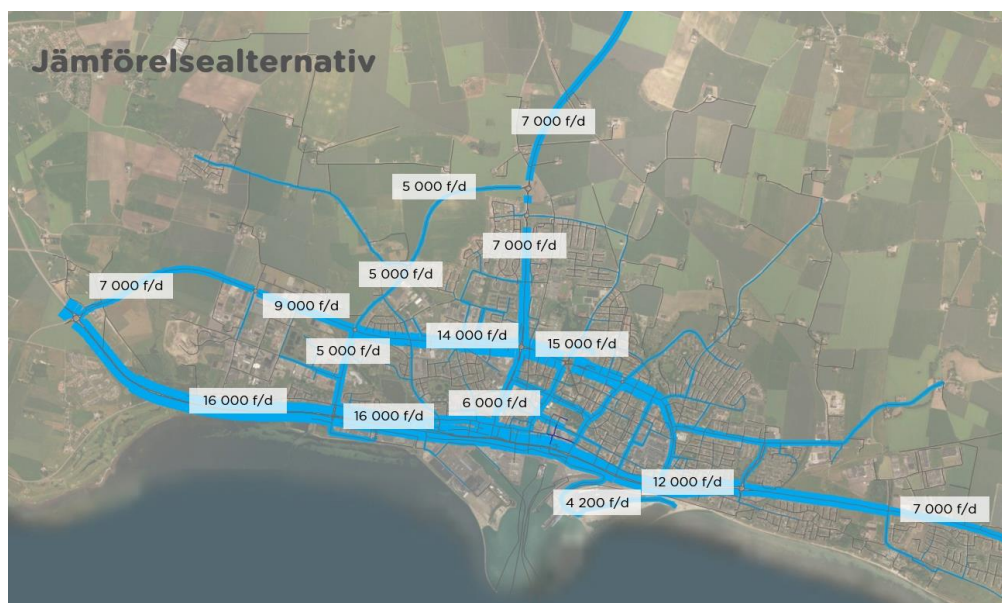 Jämförelsealternativ
7 000 f/d
5 000 f/d
7 000 f/d
5 000 f/d
7 000 f/d
9 000 f/d
14 000 f/d
15 000 f/d
5 000 f/d
16 000 f/d
16 000 f/d
6 000 f/d
12 000 f/d
4 200 f/d
7 000 f/d